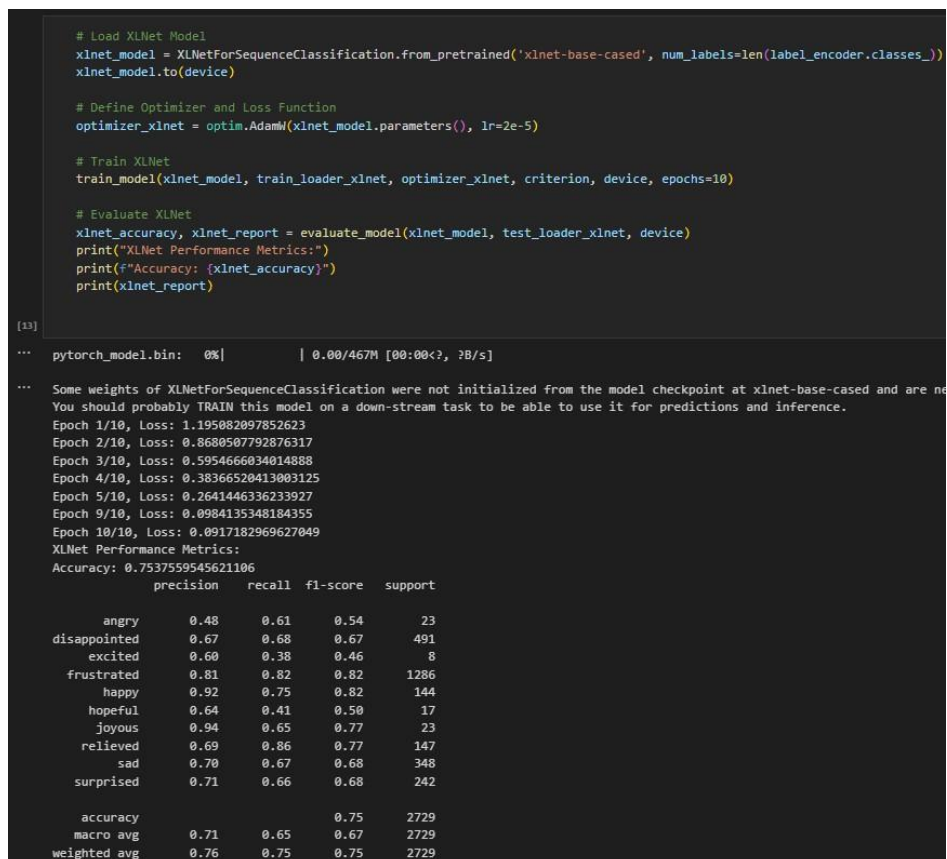 # Load XLNet Model
xlnet_model = XLNetForSequenceClassification.from_pretrained('xlnet-base-cased', num_labels=len(label_encoder.classes_))
xlnet_model.to(device)
# Define Optimizer and Loss Function
optimizer_xlnet = optim.AdamW(xlnet_model.parameters(), lr=2e-5)
# Train XLNet
train_model(xlnet_model, train_loader_xlnet, optimizer_xlnet, criterion, device, epochs=10)
# Evaluate XLNet
xlnet_accuracy, xlnet_report = evaluate_model(xlnet_model, test_loader_xlnet, device)
print("XLNet Performance Metrics:")
print(f"Accuracy: {xlnet_accuracy}")
print(xlnet_report)
[13]
... pytorch_model.bin:   0%|          | 0.00/467M [00:00<?, ?B/s]
... Some weights of XLNetForSequenceClassification were not initialized from the model checkpoint at xlnet-base-cased and are ne
You should probably TRAIN this model on a down-stream task to be able to use it for predictions and inference.
Epoch 1/10, Loss: 1.195082097852623
Epoch 2/10, Loss: 0.8680507792876317
Epoch 3/10, Loss: 0.5954666034014888
Epoch 4/10, Loss: 0.38366520413003125
Epoch 5/10, Loss: 0.2641446336233927
Epoch 9/10, Loss: 0.0984135348184355
Epoch 10/10, Loss: 0.0917182969627049
XLNet Performance Metrics:
Accuracy: 0.7537559545621106
precision recall f1-score support
angry 0.48 0.61 0.54 23
disappointed 0.67 0.68 0.67 491
excited 0.60 0.38 0.46 8
frustrated 0.81 0.82 0.82 1286
happy 0.92 0.75 0.82 144
hopeful 0.64 0.41 0.50 17
joyous 0.94 0.65 0.77 23
relieved 0.69 0.86 0.77 147
sad 0.70 0.67 0.68 348
surprised 0.71 0.66 0.68 242
accuracy 0.75 2729
macro avg 0.71 0.65 0.67 2729
weighted avg 0.76 0.75 0.75 2729